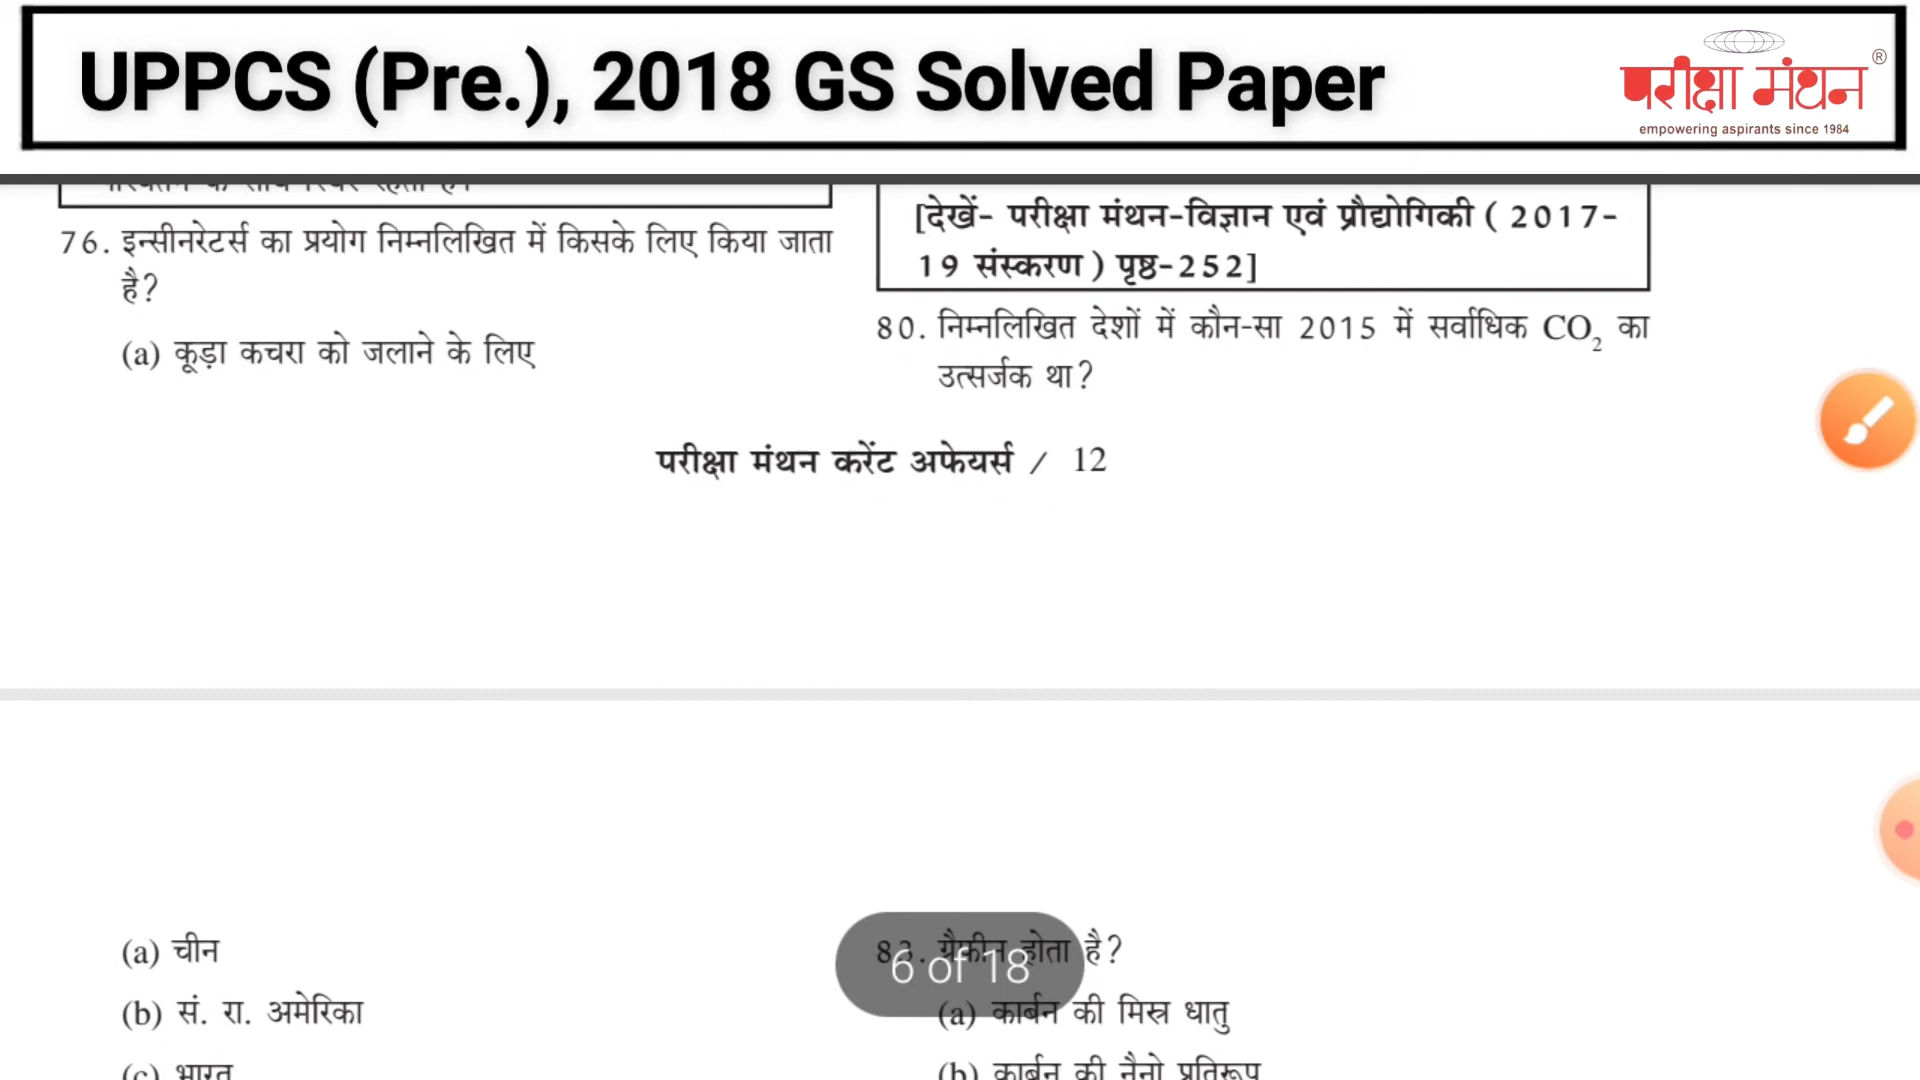 UPPCS (Pre.), 2018 GS Solved Paper
परीक्षा मंथन ®
empowering aspirants since 1984
76. इन्सीनरेटर्स का प्रयोग निम्नलिखित में किसके लिए किया जाता
है?
(a) कूड़ा कचरा को जलाने के लिए
[देखें- परीक्षा मंथन-विज्ञान एवं प्रौद्योगिकी ( 2017-
19 संस्करण ) पृष्ठ-252]
80. निम्नलिखित देशों में कौन-सा 2015 में सर्वाधिक CO₂ का
उत्सर्जक था?
परीक्षा मंथन करेंट अफेयर्स / 12
(a) चीन
(b) सं. रा. अमेरिका
(c) भारत
83. ग्रैफीन होता है?
6 of 18
(a) कार्बन की मिस्र धातु
(b) कार्बन की नैनो प्रतिरूप